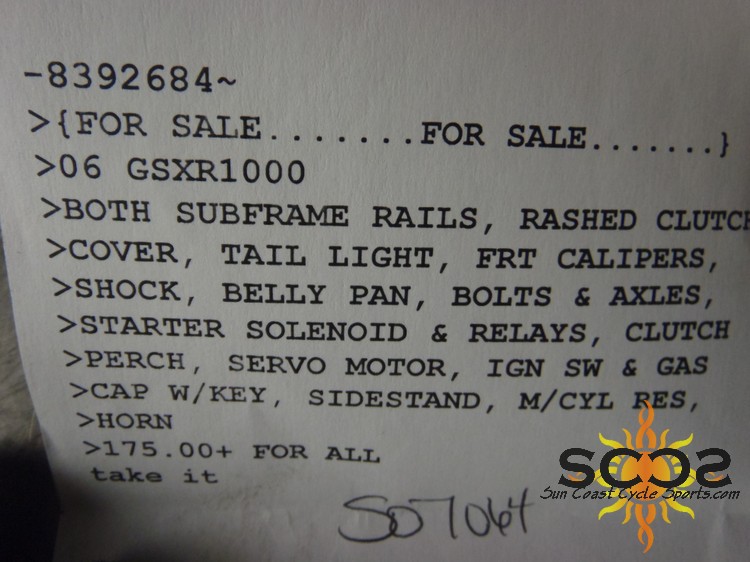 -8392684~
>{FOR SALE........FOR SALE.......}
>06 GSXR1000
>BOTH SUBFRAME RAILS, RASHED CLUTCH
>COVER, TAIL LIGHT, FRT CALIPERS,
>SHOCK, BELLY PAN, BOLTS & AXLES,
>STARTER SOLENOID & RELAYS, CLUTCH
>PERCH, SERVO MOTOR, IGN SW & GAS
>CAP W/KEY, SIDESTAND, M/CYL RES,
>HORN
>175.00+ FOR ALL
take it
SO7064
SCCS
Sun Coast Cycle Sports.com